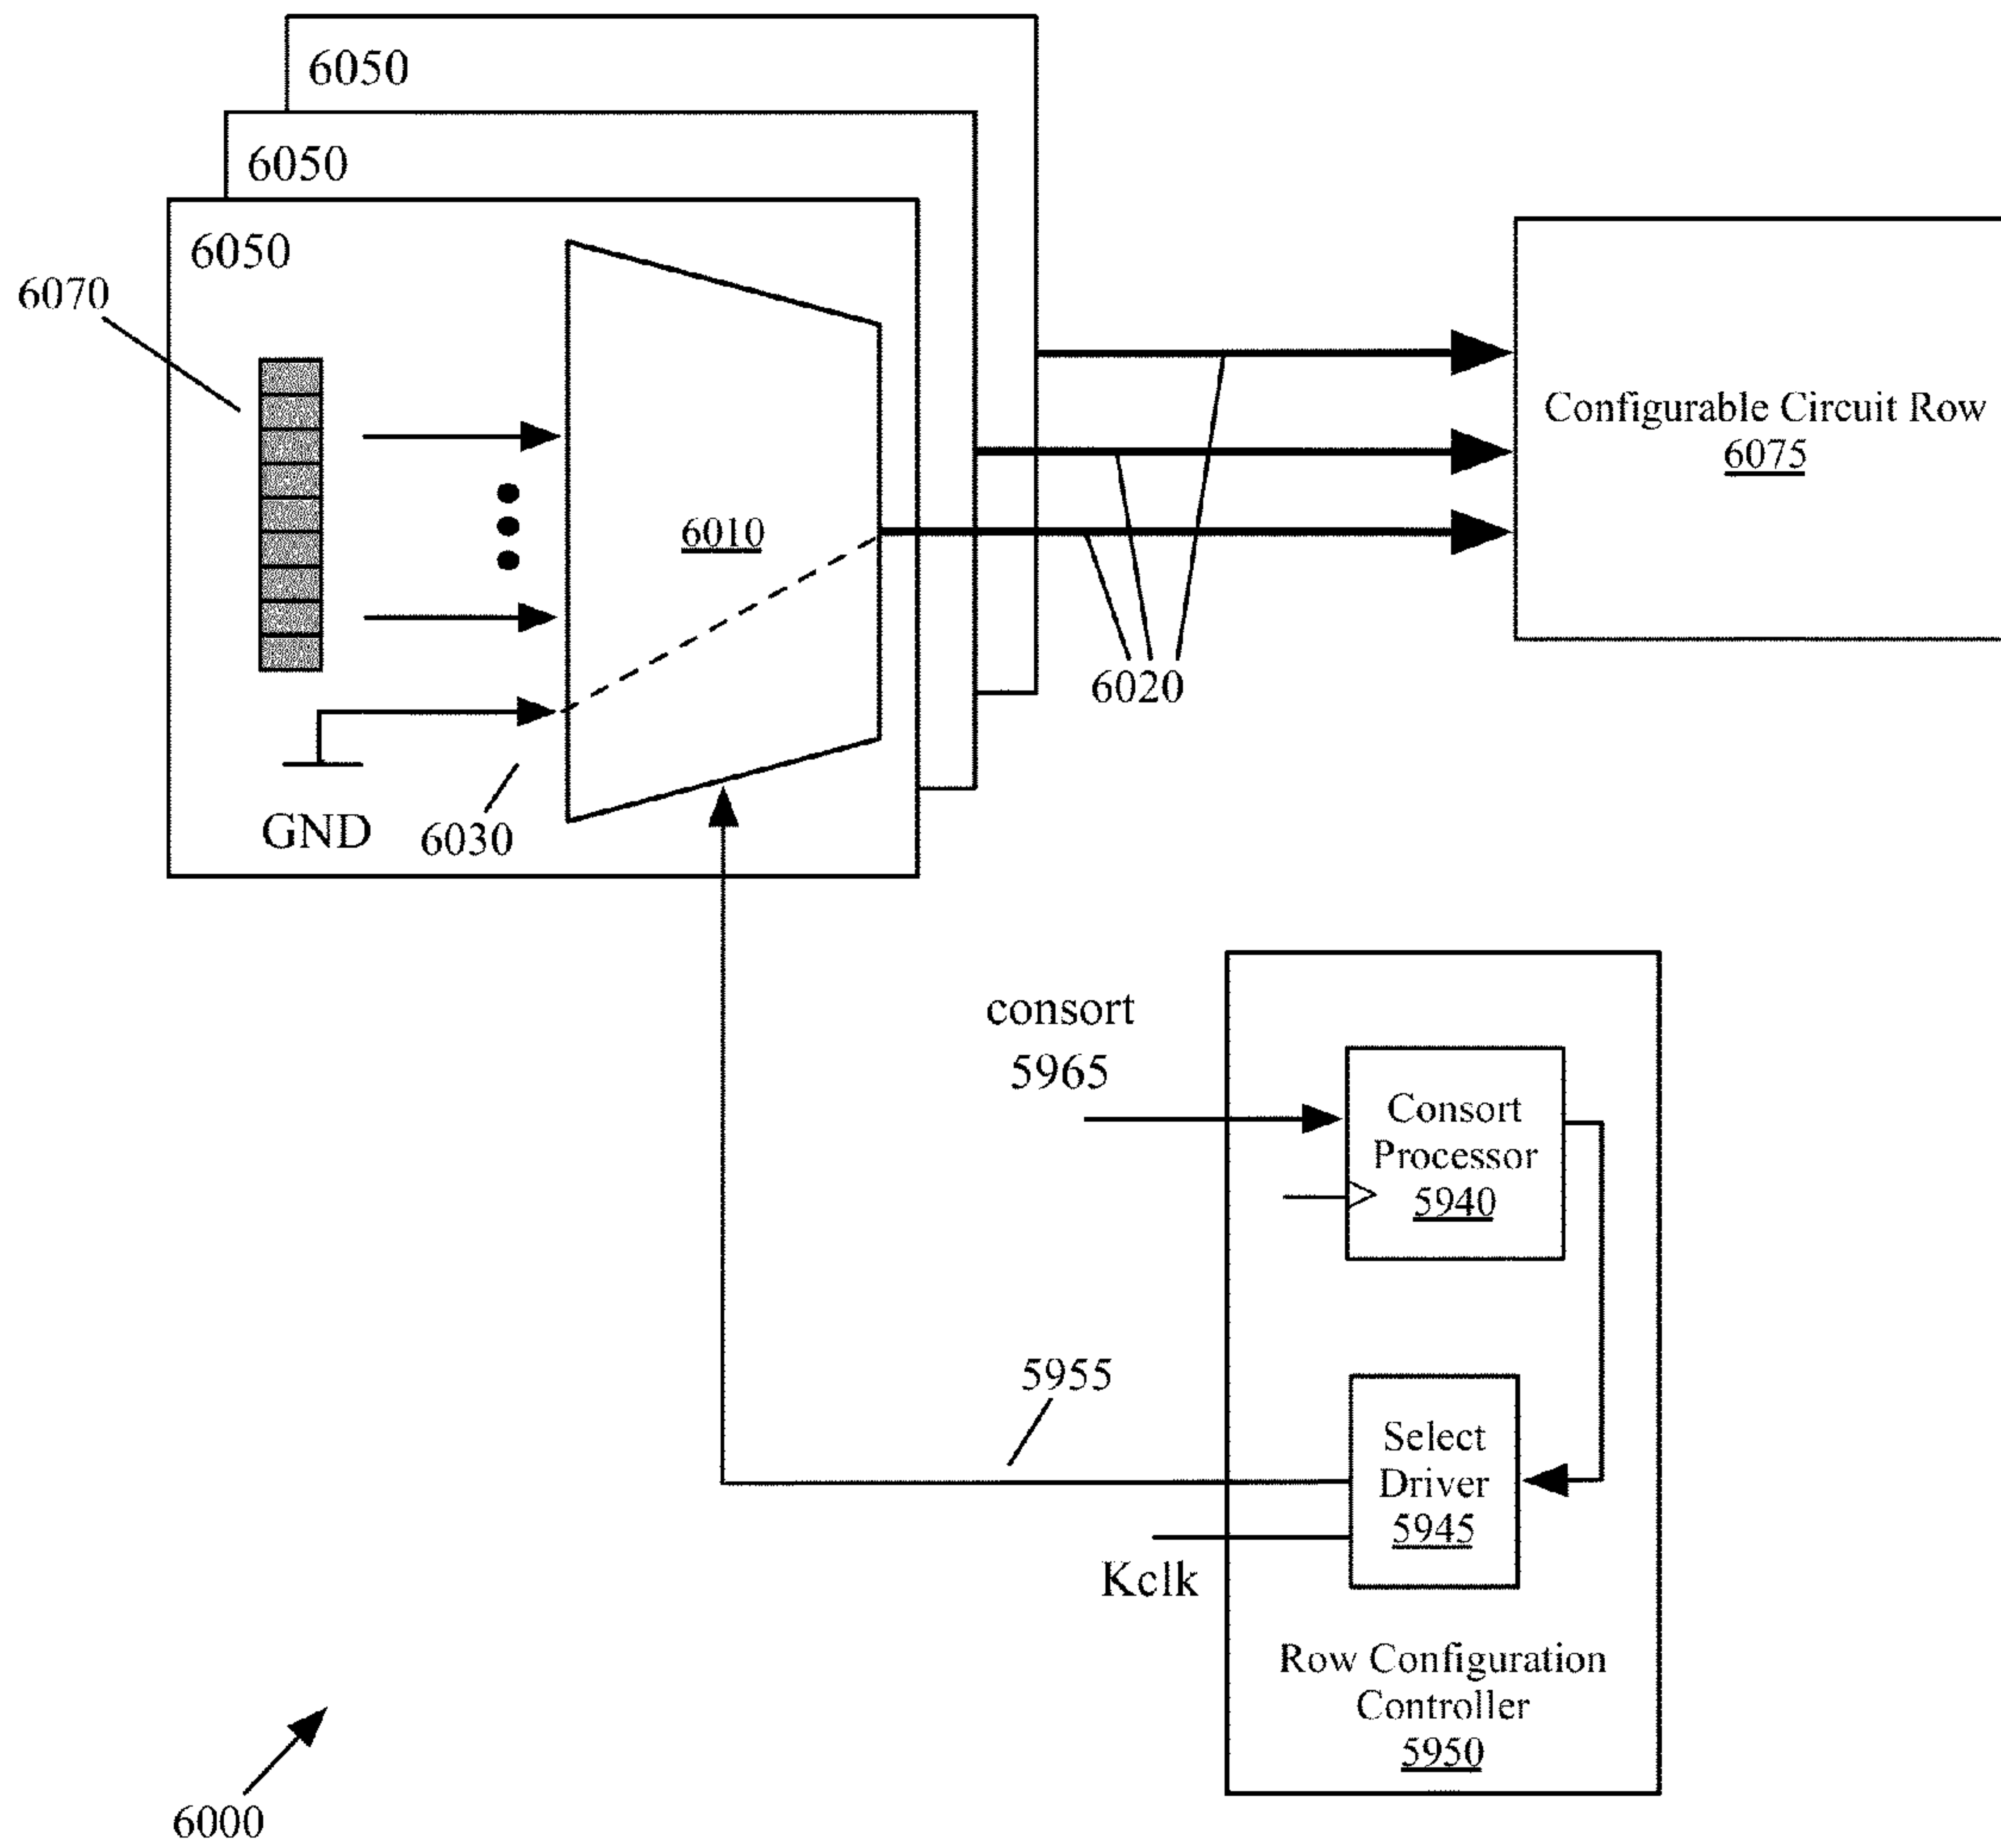 6050
6050
6050
6070
Configurable Circuit Row
6075
6010
6020
GND
6030
consort
5965
Consort
Processor
5940
5955
Select
Driver
5945
Kclk
Row Configuration
Controller
5950
6000